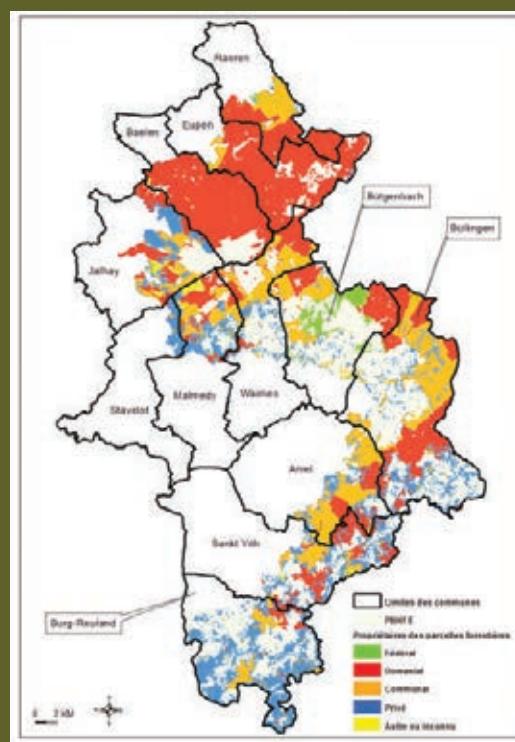 Raeren
Eupen
Baelen
Bütgenbach
Büllingen
Jalhay
Stavelot
Malmedy
Waimes
Amel
Sankt Vith
Burg-Reuland
Limites des communes
PBHFE
Propriétaires des parcelles forestières
Fédéral
Domanial
Communal
Privé
Autre ou inconnu
0 2 kM